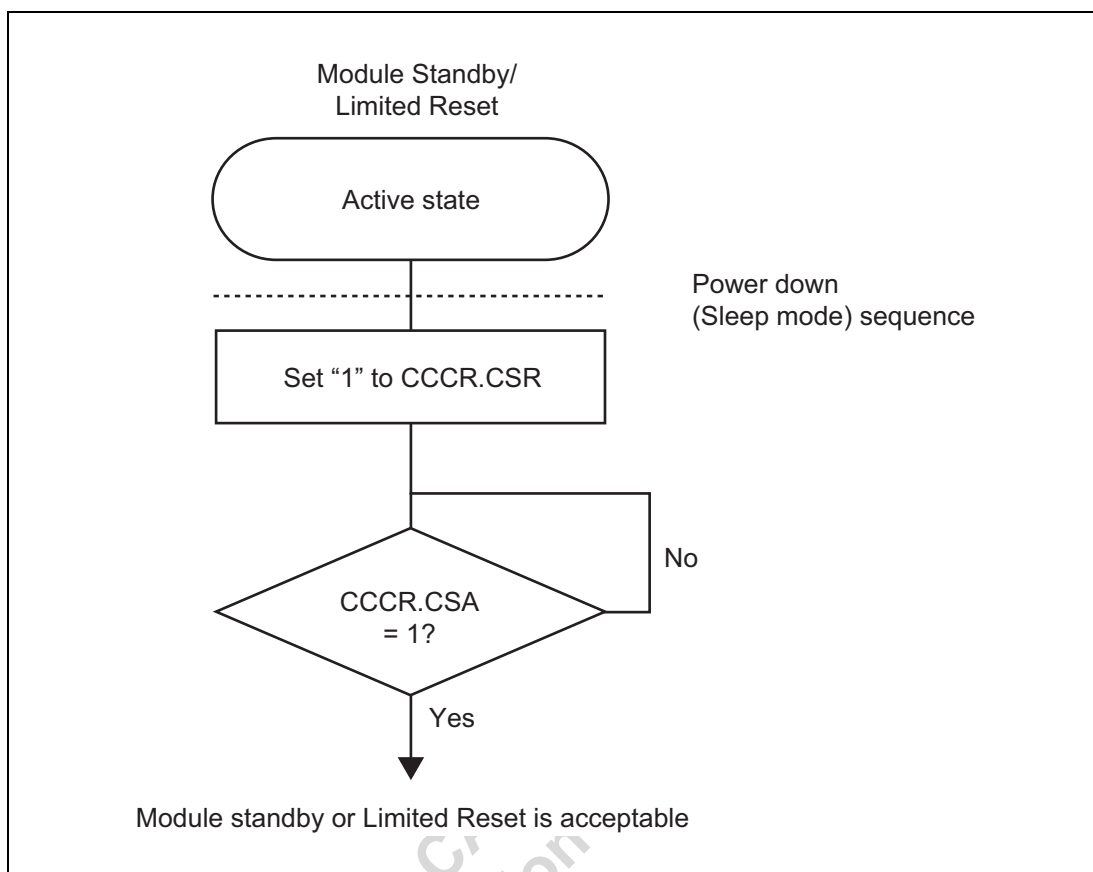 Module Standby/
Limited Reset
Active state
Power down
(Sleep mode) sequence
Set “1” to CCCR.CSR
No
CCCR.CSA
= 1?
Yes
Module standby or Limited Reset is acceptable